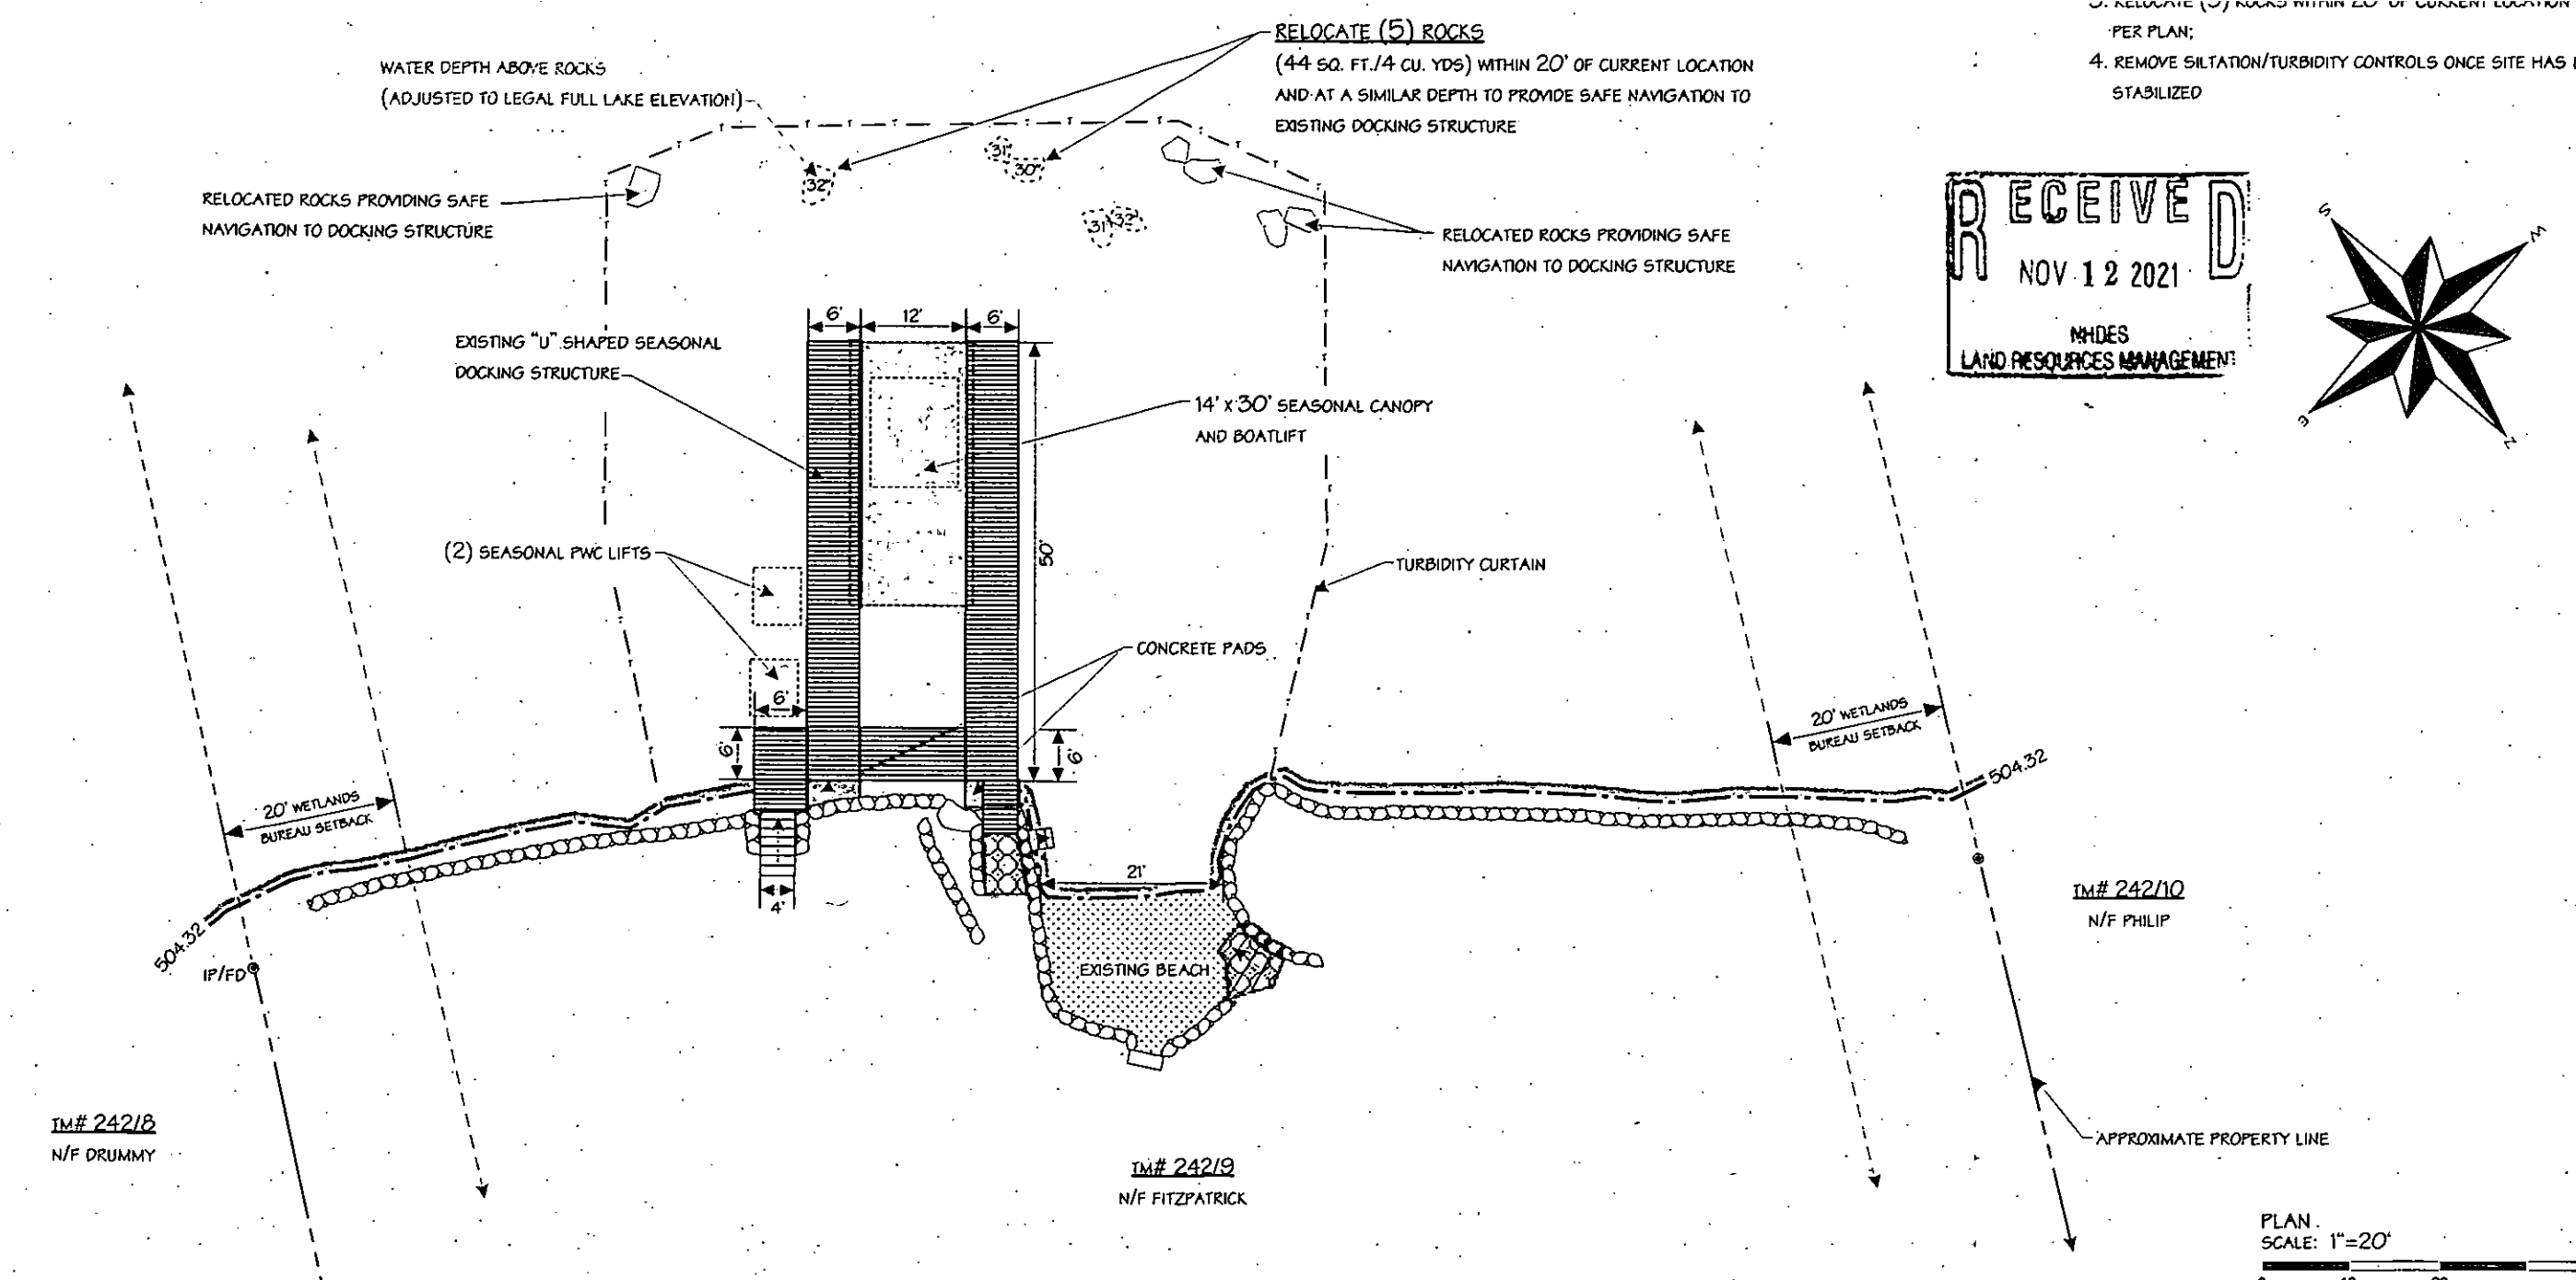 PER PLAN;
4. REMOVE SILTATION/TURBIDITY CONTROLS ONCE SITE HAS
STABILIZED
RELOCATE (5) ROCKS
(44 SQ. FT./4 CU. YDS) WITHIN 20' OF CURRENT LOCATION
AND AT A SIMILAR DEPTH TO PROVIDE SAFE NAVIGATION TO
EXISTING DOCKING STRUCTURE
WATER DEPTH ABOVE ROCKS
(ADJUSTED TO LEGAL FULL LAKE ELEVATION)
31"
30"
32"
31"
32"
RELOCATED ROCKS PROVIDING SAFE
NAVIGATION TO DOCKING STRUCTURE
RELOCATED ROCKS PROVIDING SAFE
NAVIGATION TO DOCKING STRUCTURE
RECEIVED
NOV 12 2021
NHDES
LAND RESOURCES MANAGEMENT
S
W
E
N
6'
12'
6'
EXISTING "U" SHAPED SEASONAL
DOCKING STRUCTURE
14' X 30' SEASONAL CANOPY
AND BOATLIFT
50'
(2) SEASONAL PWC LIFTS
TURBIDITY CURTAIN
CONCRETE PADS
6'
6'
6'
20' WETLANDS
BUREAU SETBACK
20' WETLANDS
BUREAU SETBACK
504.32
504.32
21'
4'
IP/FD
EXISTING BEACH
TM# 242/10
N/F PHILIP
TM# 242/8
N/F DRUMMY
TM# 242/9
N/F FITZPATRICK
APPROXIMATE PROPERTY LINE
PLAN
SCALE: 1"=20'